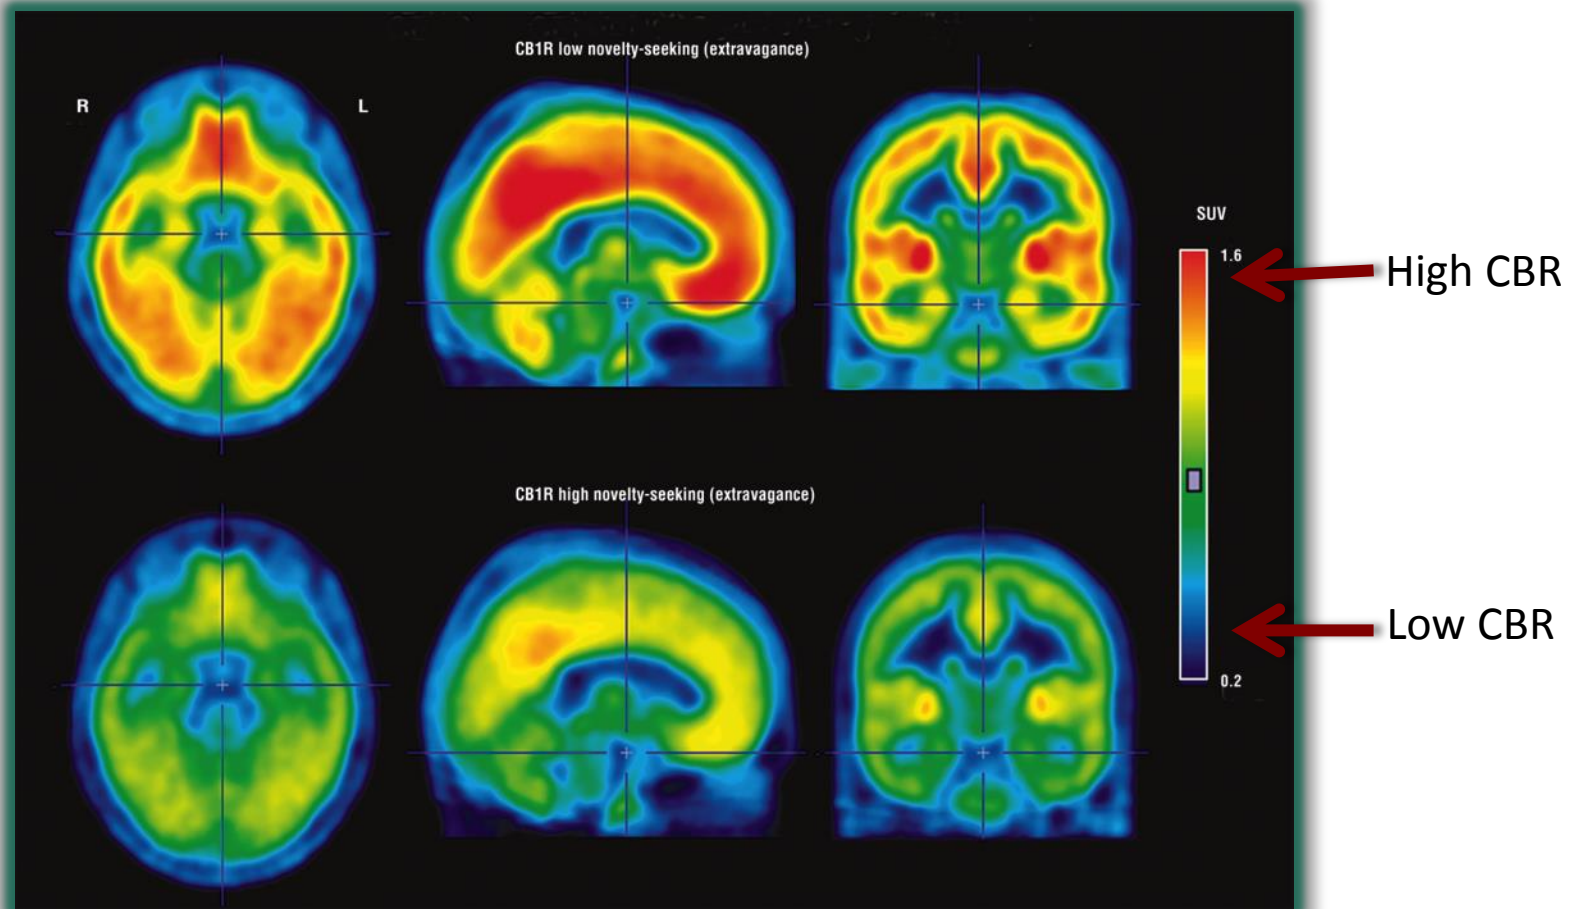 CB1R low novelty-seeking (extravagance)
R
L
SUV
1.6
High CBR
CB1R high novelty-seeking (extravagance)
Low CBR
0.2